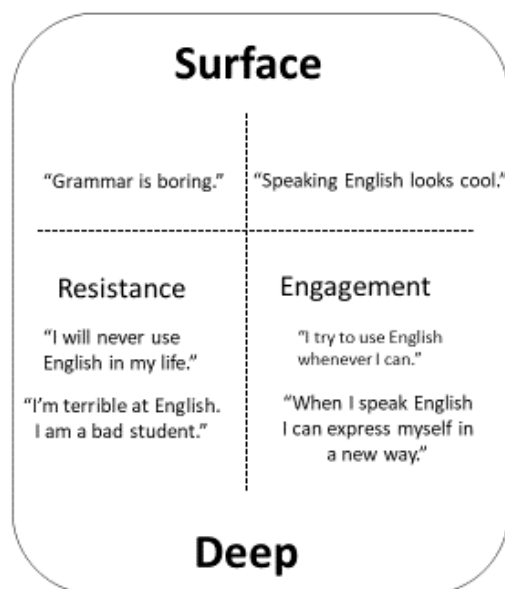 Surface
“Grammar is boring.”
“Speaking English looks cool.”
Resistance
Engagement
“I will never use
English in my life.”
“I try to use English
whenever I can.”
“I’m terrible at English.
I am a bad student.”
“When I speak English
I can express myself in
a new way.”
Deep